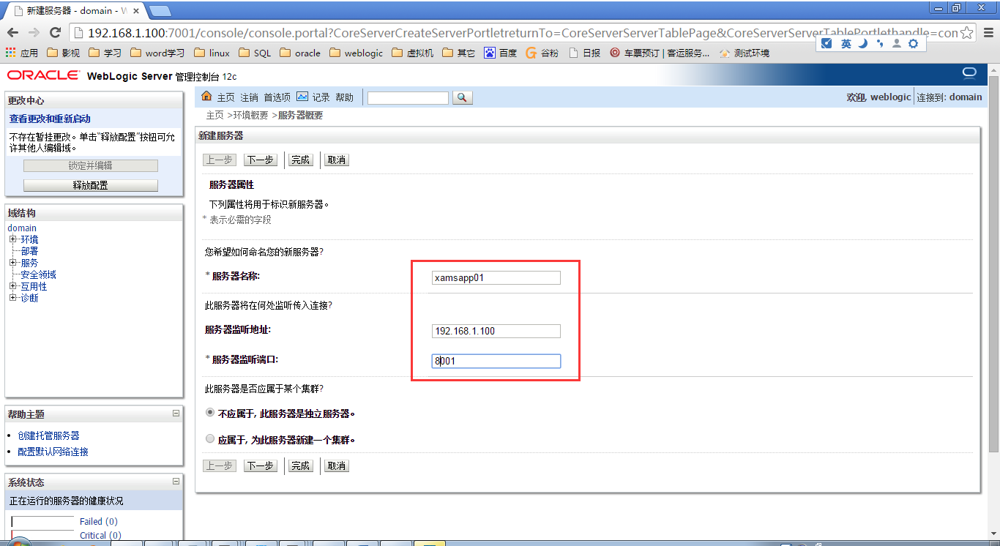 新建服务器 - domain - W
192.168.1.100:7001/console/console.portal?CoreServerCreateServerPortletreturnTo=CoreServerServerTablePage&CoreServerServerTablePortlethandle=con
应用 影视 学习 word学习 linux SQL oracle weblogic 虚拟机 其它 百度 谷粉 日报 车票预订 | 客运服务... 测试环境
英
ORACLE WebLogic Server 管理控制台 12c
更改中心
查看更改和重新启动
不存在暂挂更改。单击"释放配置"按钮可允
许其他人编辑域。
锁定并编辑
释放配置
域结构
domain
环境
部署
服务
安全领域
互用性
诊断
帮助主题
创建托管服务器
配置默认网络连接
系统状态
正在运行的服务器的健康状况
Failed (0)
Critical (0)
主页 注销 首选项 记录 帮助
欢迎, weblogic 连接到: domain
主页 >环境概要 >服务器概要
新建服务器
上一步 下一步 完成 取消
服务器属性
下列属性将用于标识新服务器。
* 表示必需的字段
您希望如何命名您的新服务器?
* 服务器名称: xamsapp01
此服务器将在何处监听传入连接?
服务器监听地址: 192.168.1.100
* 服务器监听端口: 8001
此服务器是否应属于某个集群?
不应属于, 此服务器是独立服务器。
应属于, 为此服务器新建一个集群。
上一步 下一步 完成 取消